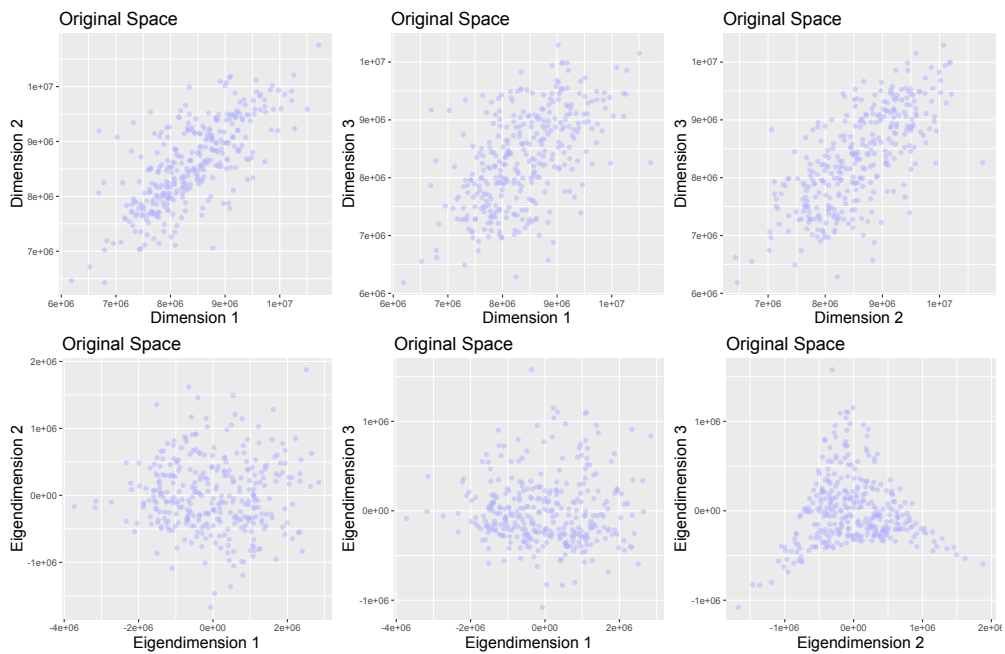 Original Space
1e+07
9e+06
8e+06
7e+06
Dimension 2
6e+06 7e+06 8e+06 9e+06 1e+07
Dimension 1
Original Space
1e+07
9e+06
8e+06
7e+06
6e+06
Dimension 3
6e+06 7e+06 8e+06 9e+06 1e+07
Dimension 1
Original Space
1e+07
9e+06
8e+06
7e+06
6e+06
Dimension 3
7e+06 8e+06 9e+06 1e+07
Dimension 2
Original Space
2e+06
1e+06
0e+00
-1e+06
Eigendimension 2
-4e+06 -2e+06 0e+00 2e+06
Eigendimension 1
Original Space
1e+06
0e+00
-1e+06
Eigendimension 3
-4e+06 -2e+06 0e+00 2e+06
Eigendimension 1
Original Space
1e+06
0e+00
-1e+06
Eigendimension 3
-1e+06 0e+00 1e+06 2e+06
Eigendimension 2